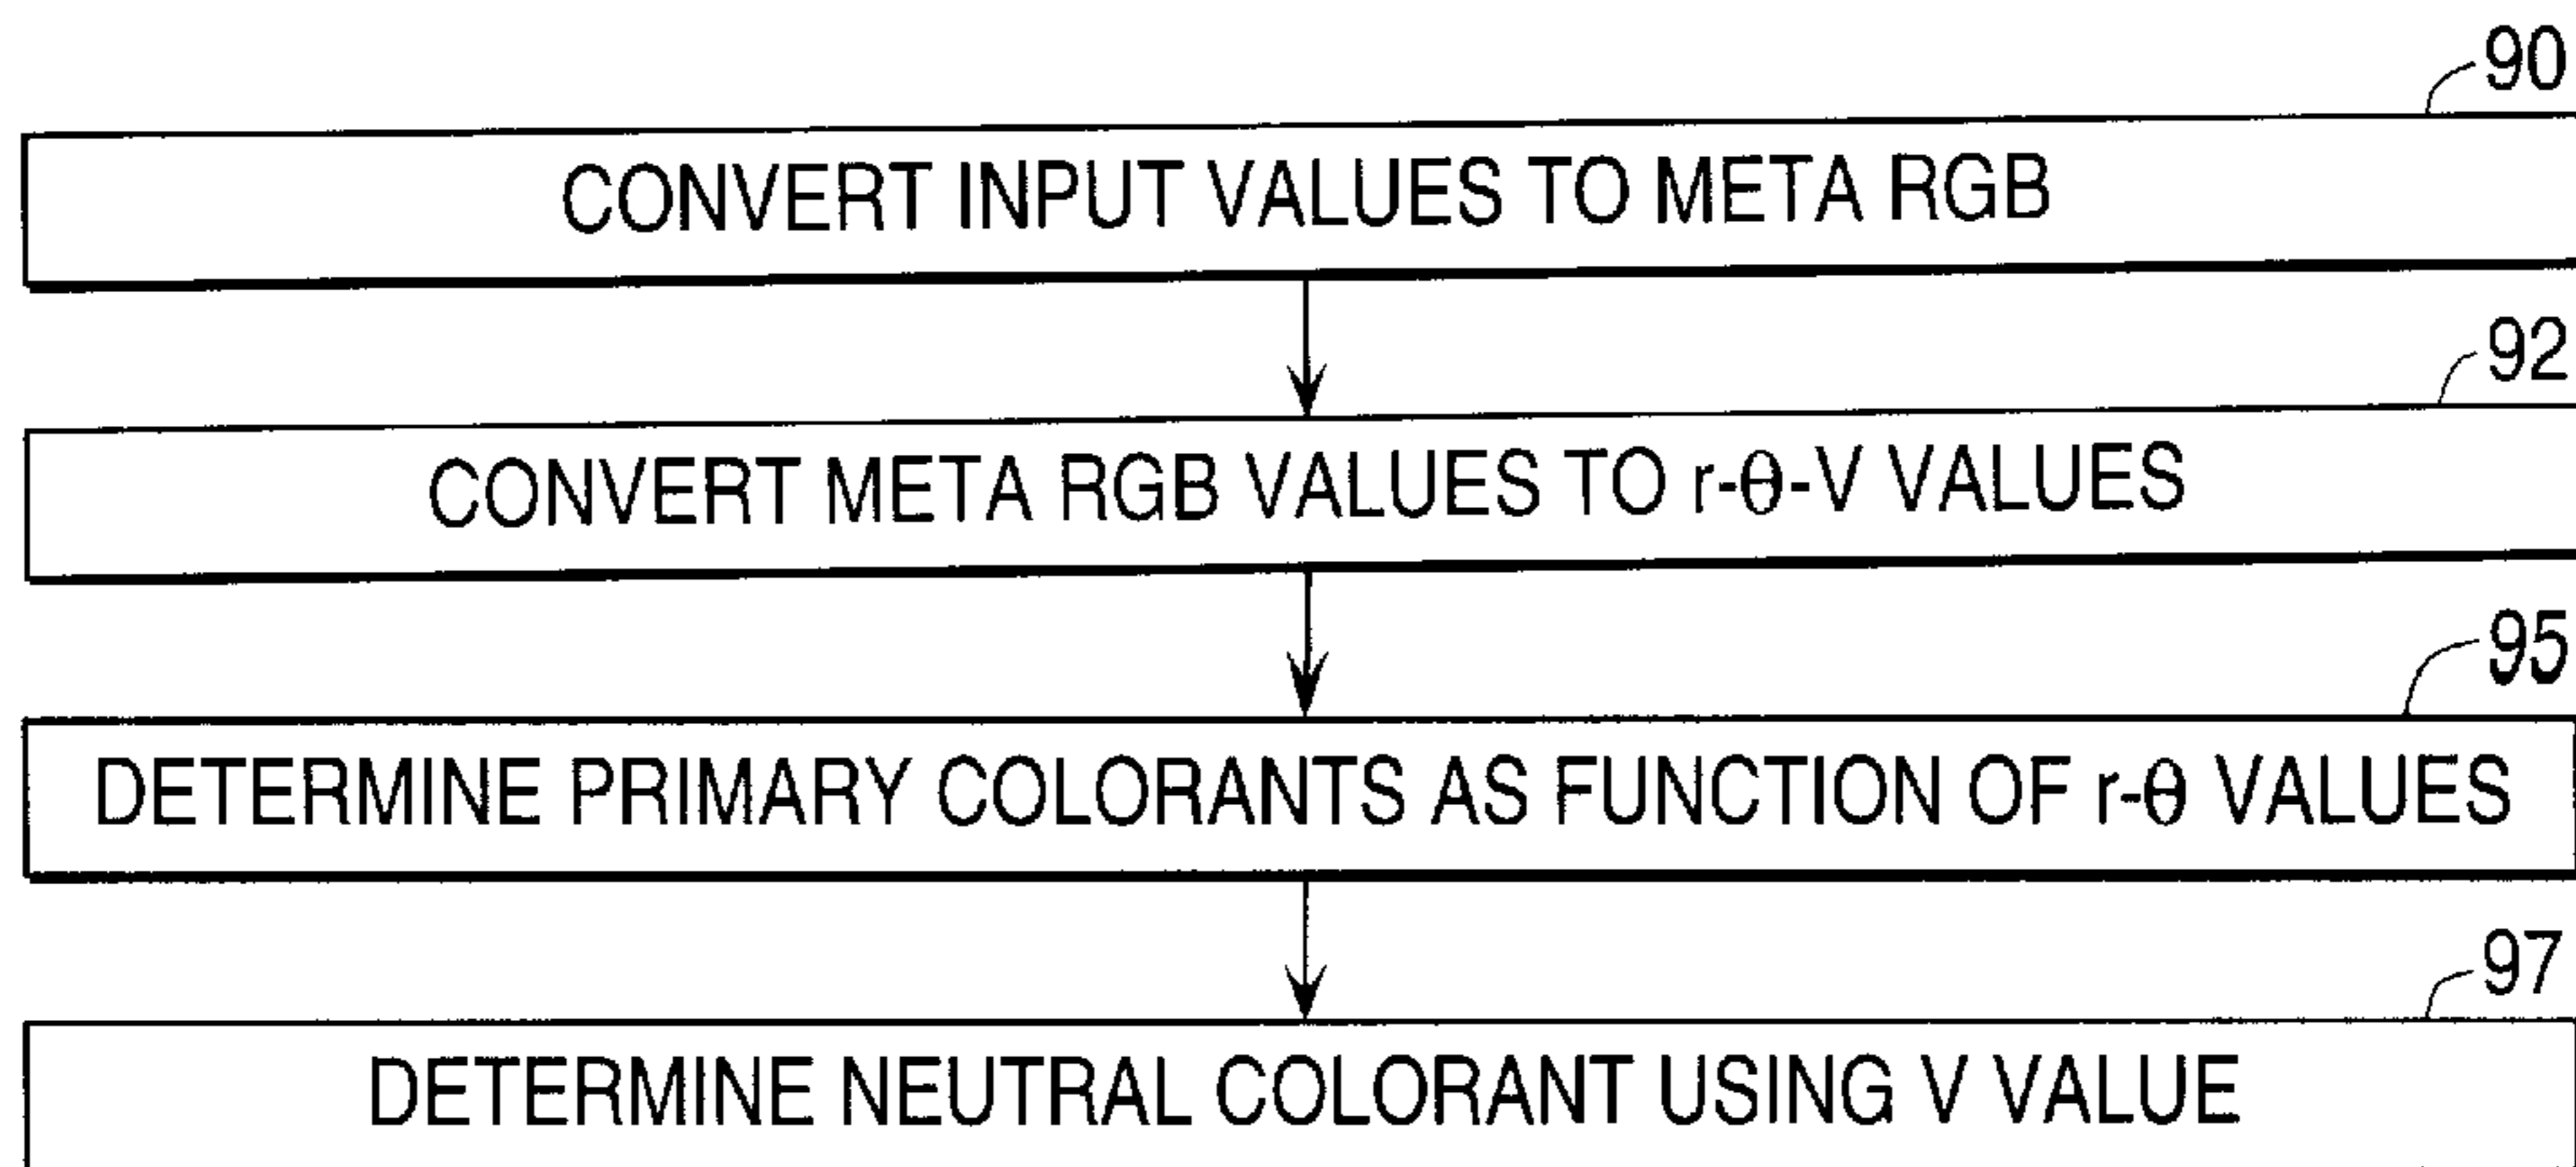 90
CONVERT INPUT VALUES TO META RGB
92
CONVERT META RGB VALUES TO r-θ-V VALUES
95
DETERMINE PRIMARY COLORANTS AS FUNCTION OF r-θ VALUES
97
DETERMINE NEUTRAL COLORANT USING V VALUE